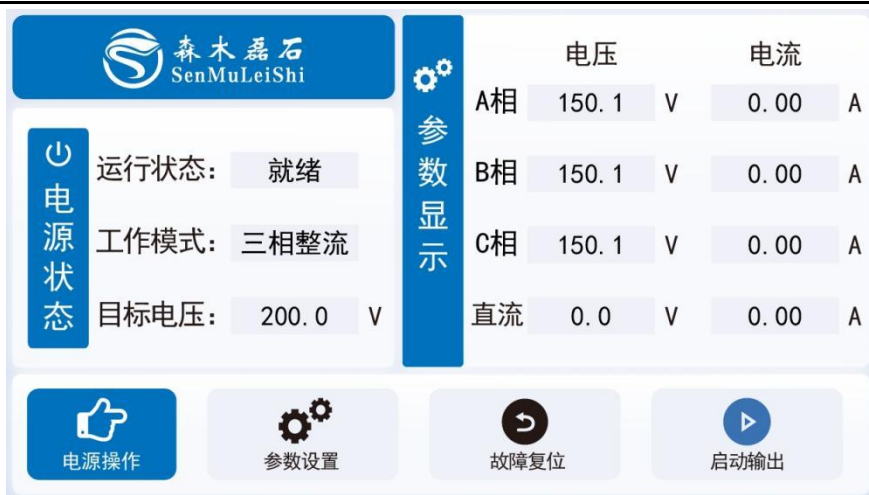 森木磊石
SenMuLeiShi
电源状态
运行状态： 就绪
工作模式： 三相整流
目标电压： 200.0 V
参数显示
电压 电流
A相 150.1 V 0.00 A
B相 150.1 V 0.00 A
C相 150.1 V 0.00 A
直流 0.0 V 0.00 A
电源操作 参数设置 故障复位 启动输出